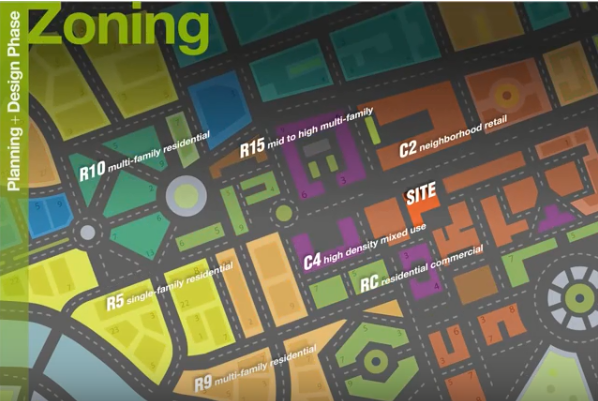 Zoning
Planning + Design Phase
R10 multi-family residential
R15 mid to high multi-family
C2 neighborhood retail
SITE
C4 high density mixed use
RC residential commercial
R5 single-family residential
R9 multi-family residential